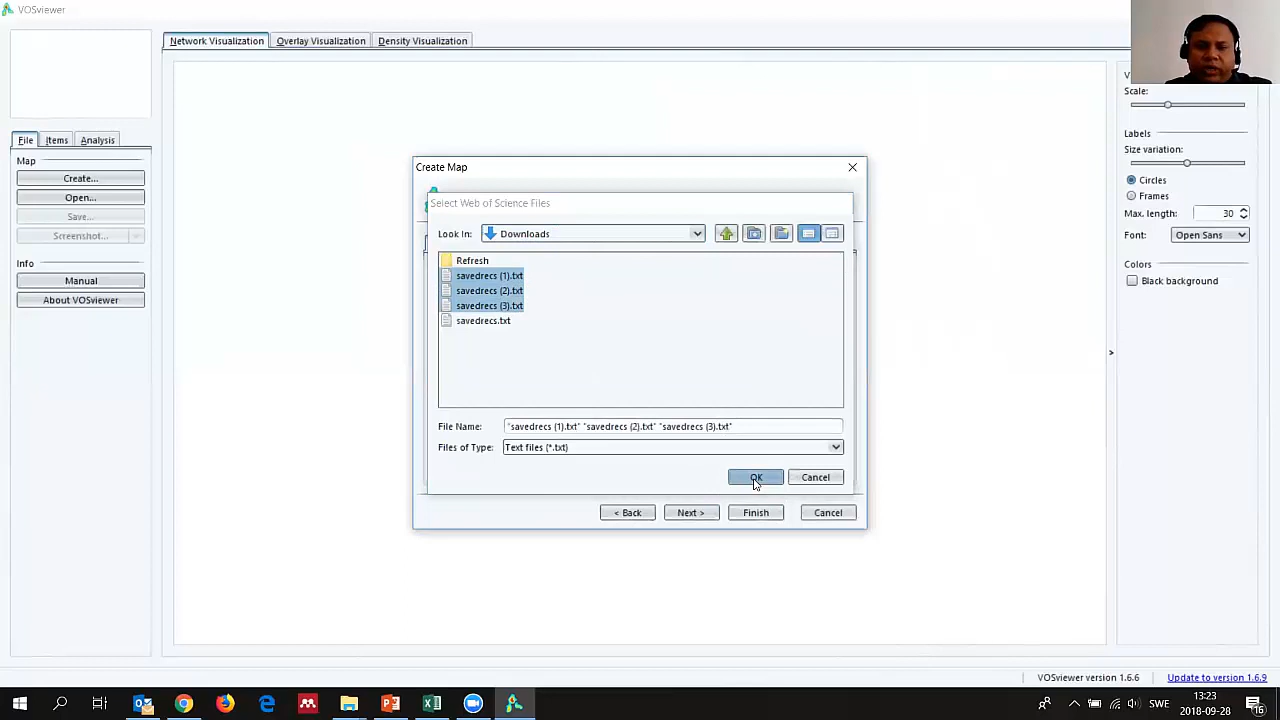 VOSviewer
Network Visualization
Overlay Visualization
Density Visualization
Scale:
File
Items
Analysis
Map
Create...
Open...
Save...
Screenshot...
Info
Manual
About VOSviewer
Create Map
Select Web of Science Files
Look In:
Downloads
Refresh
savedrecs (1).txt
savedrecs (2).txt
savedrecs (3).txt
savedrecs.txt
File Name:
"savedrecs (1).txt" "savedrecs (2).txt" "savedrecs (3).txt"
Files of Type:
Text files (*.txt)
OK
Cancel
< Back
Next >
Finish
Cancel
Labels
Size variation:
Circles
Frames
Max. length:
30
Font:
Open Sans
Colors
Black background
>
VOSviewer version 1.6.6
Update to version 1.6.9
SWE
13:23
2018-09-28
16